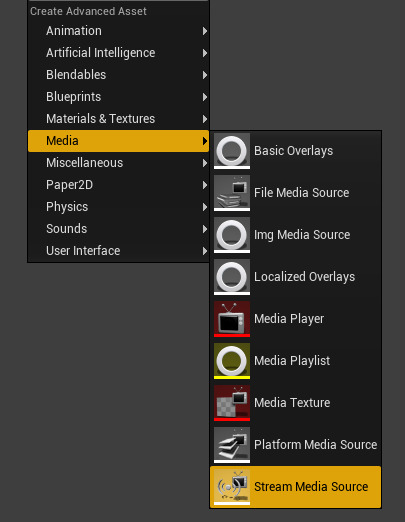 Create Advanced Asset
Animation
Artificial Intelligence
Blendables
Blueprints
Materials & Textures
Media
Miscellaneous
Paper2D
Physics
Sounds
User Interface
Basic Overlays
File Media Source
Img Media Source
Localized Overlays
Media Player
Media Playlist
Media Texture
Platform Media Source
Stream Media Source